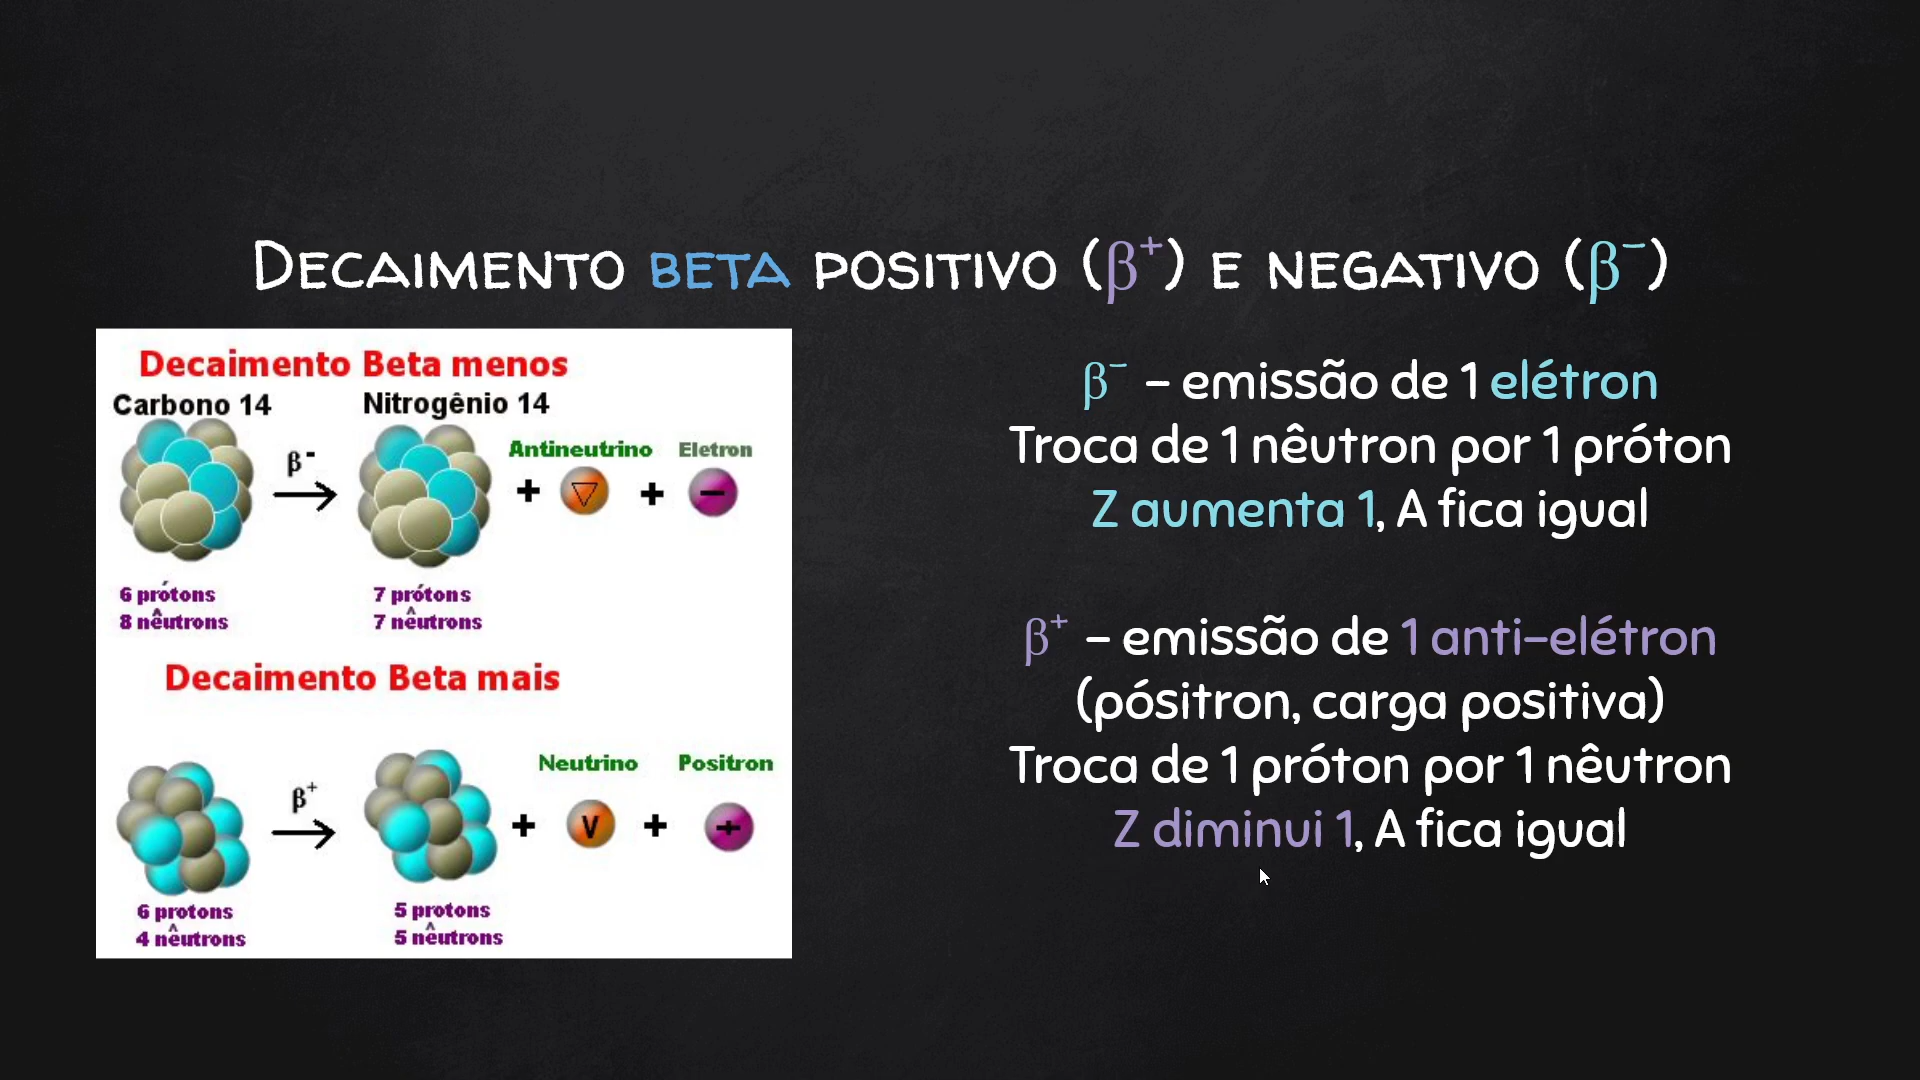 Decaimento beta positivo (β⁺) e negativo (β⁻)
Decaimento Beta menos
Carbono 14
Nitrogênio 14
β⁻
+
Antineutrino
▽
+
Eletron
−
6 prótons
8 nêutrons
7 prótons
7 nêutrons
Decaimento Beta mais
β⁺
+
Neutrino
V
+
Positron
+
6 protons
4 nêutrons
5 protons
5 nêutrons
β⁻ – emissão de 1 elétron
Troca de 1 nêutron por 1 próton
Z aumenta 1, A fica igual
β⁺ – emissão de 1 anti-elétron
(pósitron, carga positiva)
Troca de 1 próton por 1 nêutron
Z diminui 1, A fica igual